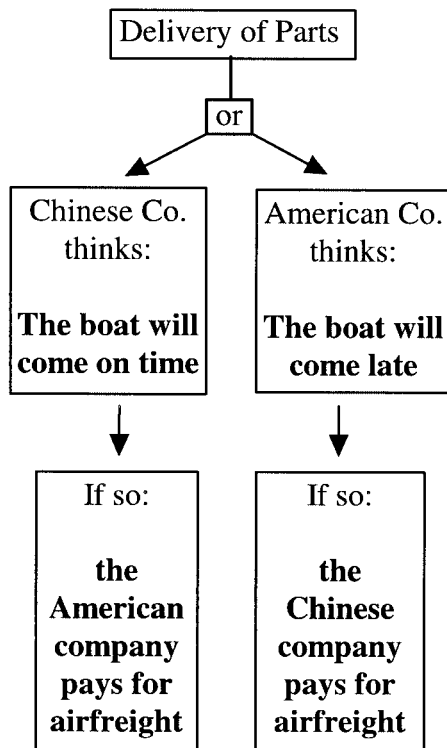 Delivery of Parts
or
Chinese Co.
thinks:
The boat will
come on time
American Co.
thinks:
The boat will
come late
If so:
the
American
company
pays for
airfreight
If so:
the
Chinese
company
pays for
airfreight